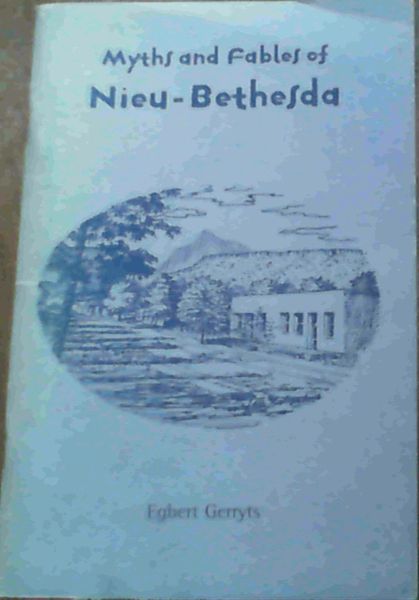 Myths and Fables of
Nieu-Bethesda
Egbert Gerryts